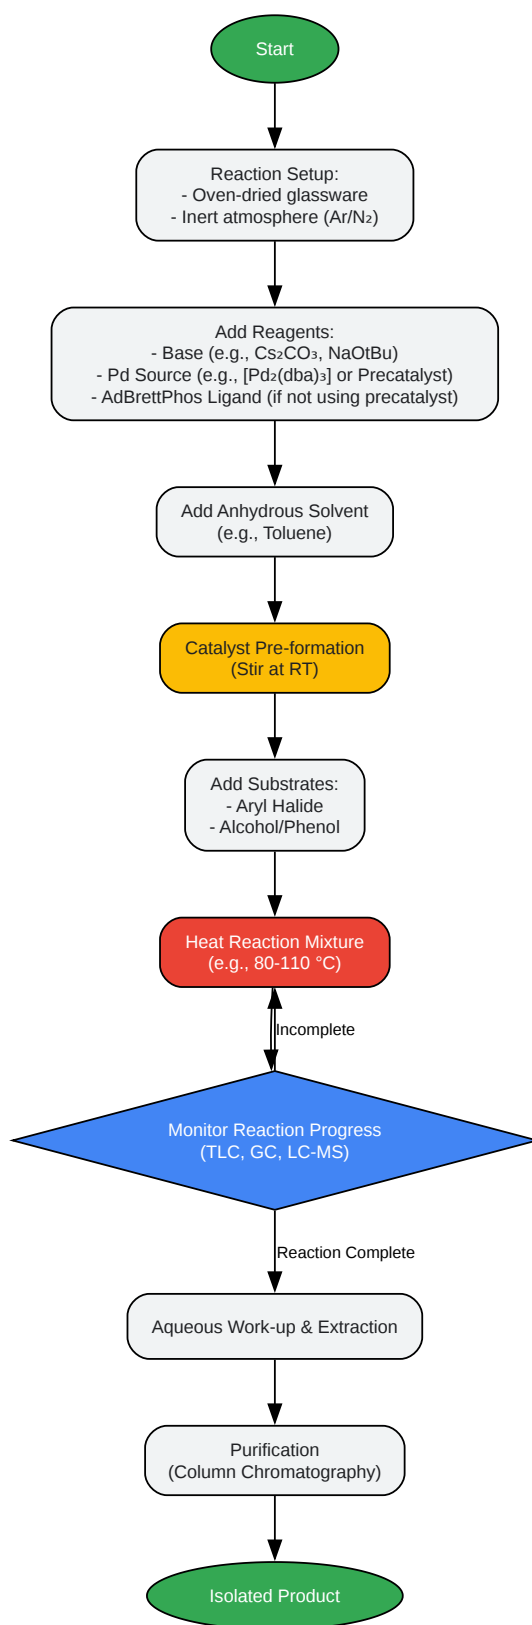 Start
Reaction Setup:
- Oven-dried glassware
- Inert atmosphere (Ar/N₂)
Add Reagents:
- Base (e.g., Cs₂CO₃, NaOtBu)
- Pd Source (e.g., [Pd₂(dba)₃] or Precatalyst)
- AdBrettPhos Ligand (if not using precatalyst)
Add Anhydrous Solvent
(e.g., Toluene)
Catalyst Pre-formation
(Stir at RT)
Add Substrates:
- Aryl Halide
- Alcohol/Phenol
Heat Reaction Mixture
(e.g., 80-110 °C)
Incomplete
Monitor Reaction Progress
(TLC, GC, LC-MS)
Reaction Complete
Aqueous Work-up & Extraction
Purification
(Column Chromatography)
Isolated Product